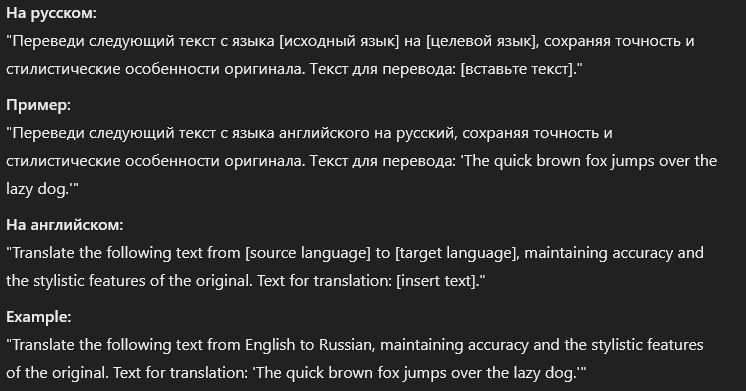 На русском:
"Переведи следующий текст с языка [исходный язык] на [целевой язык], сохраняя точность и
стилистические особенности оригинала. Текст для перевода: [вставьте текст]."
Пример:
"Переведи следующий текст с языка английского на русский, сохраняя точность и
стилистические особенности оригинала. Текст для перевода: 'The quick brown fox jumps over the
lazy dog.'"
На английском:
"Translate the following text from [source language] to [target language], maintaining accuracy and
the stylistic features of the original. Text for translation: [insert text]."
Example:
"Translate the following text from English to Russian, maintaining accuracy and the stylistic features
of the original. Text for translation: 'The quick brown fox jumps over the lazy dog.'"